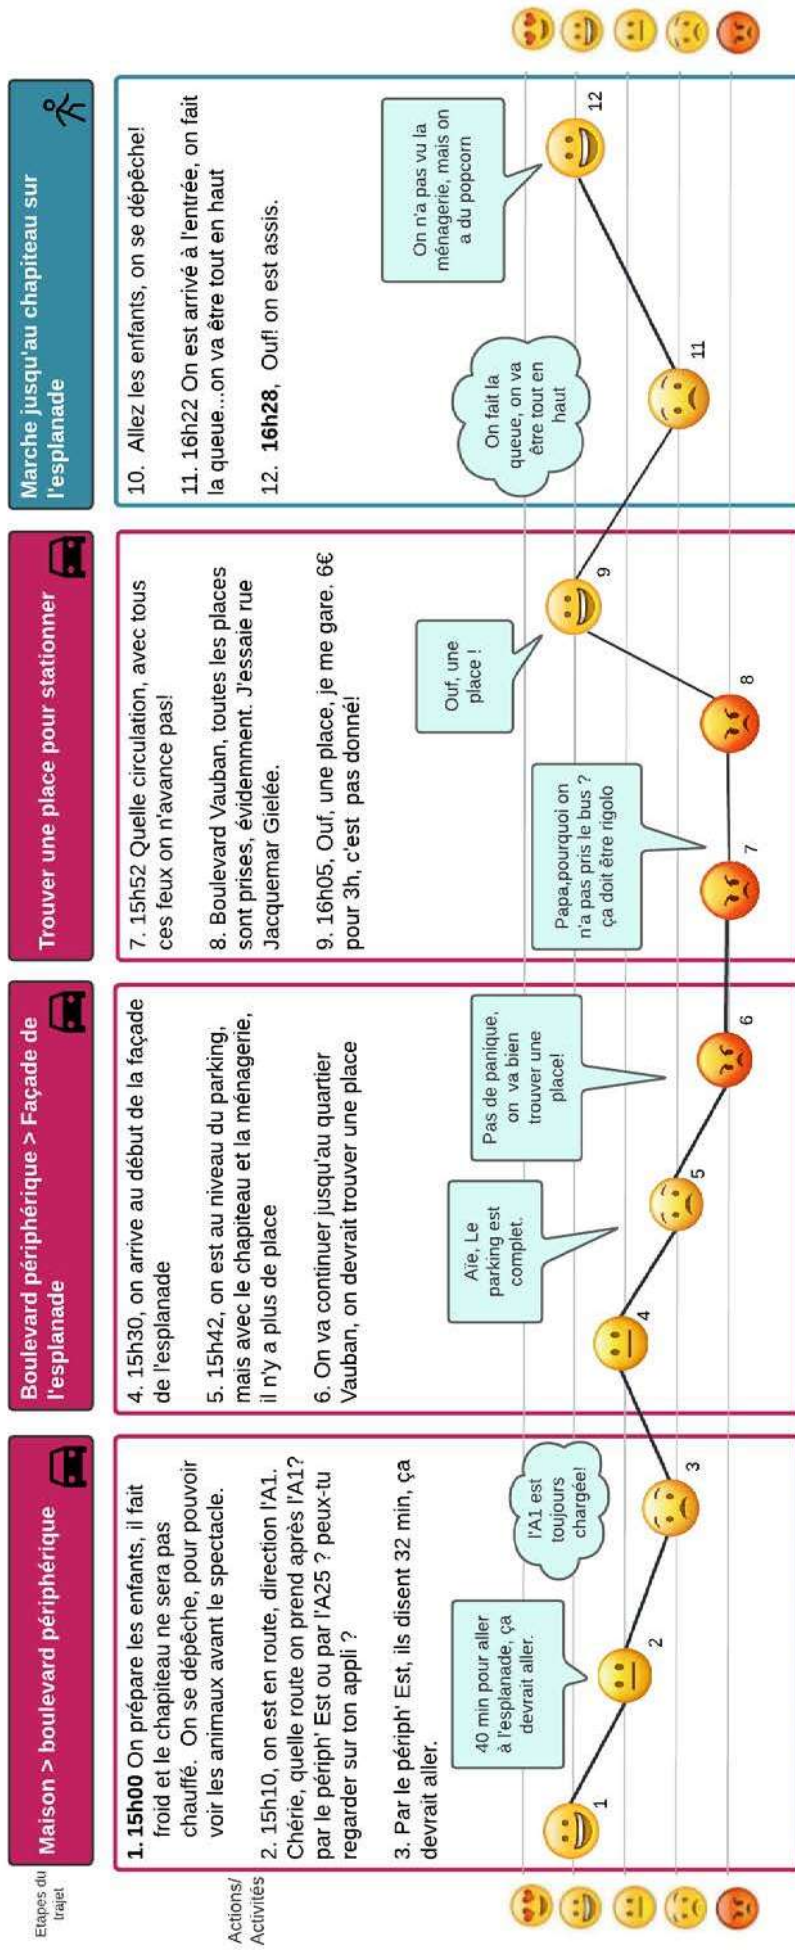 Etapes du
trajet
Maison > boulevard périphérique
Boulevard périphérique > Façade de
l'esplanade
Trouver une place pour stationner
Marche jusqu'au chapiteau sur
l'esplanade
Actions/
Activités
1. 15h00 On prépare les enfants, il fait
froid et le chapiteau ne sera pas
chauffé. On se dépêche, pour pouvoir
voir les animaux avant le spectacle.
2. 15h10, on est en route, direction l'A1.
Chérie, quelle route on prend après l'A1?
par le périph' Est ou par l'A25 ? peux-tu
regarder sur ton appli ?
3. Par le périph' Est, ils disent 32 min, ça
devrait aller.
4. 15h30, on arrive au début de la façade
de l'esplanade
5. 15h42, on est au niveau du parking,
mais avec le chapiteau et la ménagerie,
il n'y a plus de place
6. On va continuer jusqu'au quartier
Vauban, on devrait trouver une place
7. 15h52 Quelle circulation, avec tous
ces feux on n'avance pas!
8. Boulevard Vauban, toutes les places
sont prises, évidemment. J'essaie rue
Jacquemar Gielée.
9. 16h05, Ouf, une place, je me gare. 6€
pour 3h, c'est pas donné!
10. Allez les enfants, on se dépêche!
11. 16h22 On est arrivé à l'entrée, on fait
la queue...on va être tout en haut
12. 16h28, Ouf! on est assis.
40 min pour aller
à l'esplanade, ça
devrait aller.
l'A1 est
toujours
chargée!
Aïe, Le
parking est
complet.
Pas de panique,
on va bien
trouver une
place!
Papa,pourquoi on
n'a pas pris le bus ?
ça doit être rigolo
Ouf, une
place !
On fait la
queue, on va
être tout en
haut
On n'a pas vu la
ménagerie, mais on
a du popcorn
1
2
3
4
5
6
7
8
9
11
12